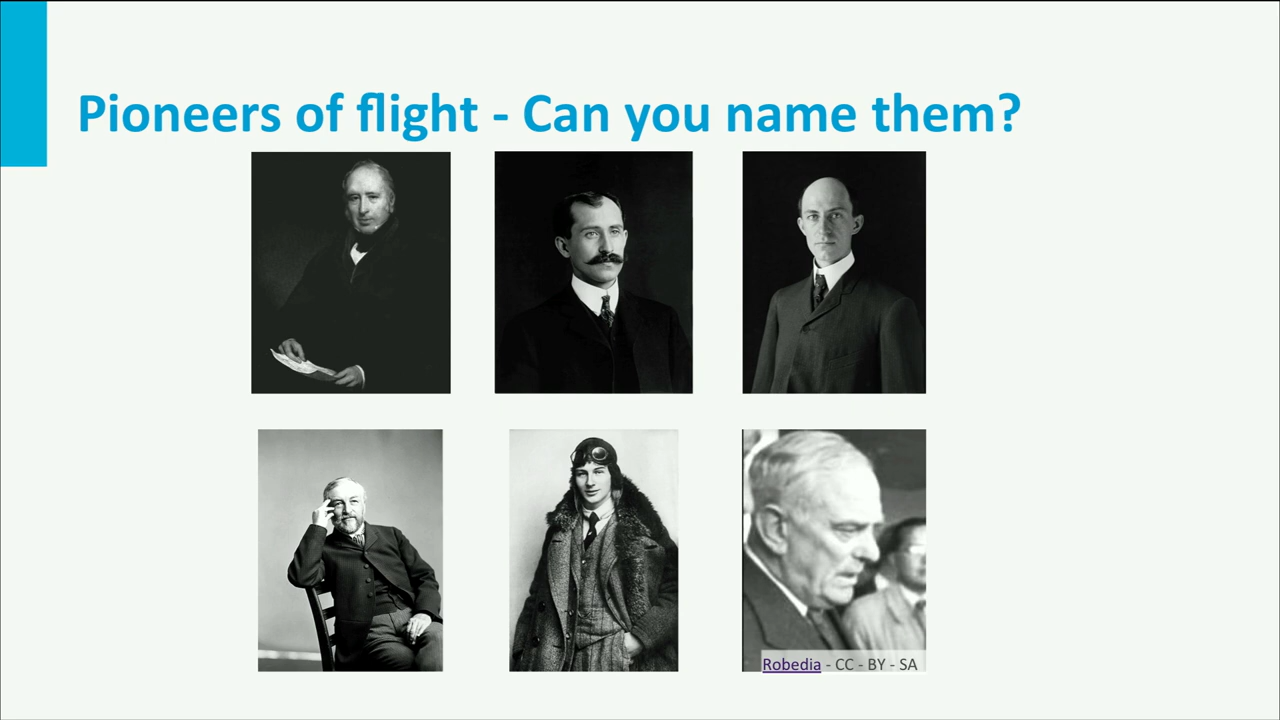 Pioneers of flight - Can you name them?
Robedia - CC - BY - SA